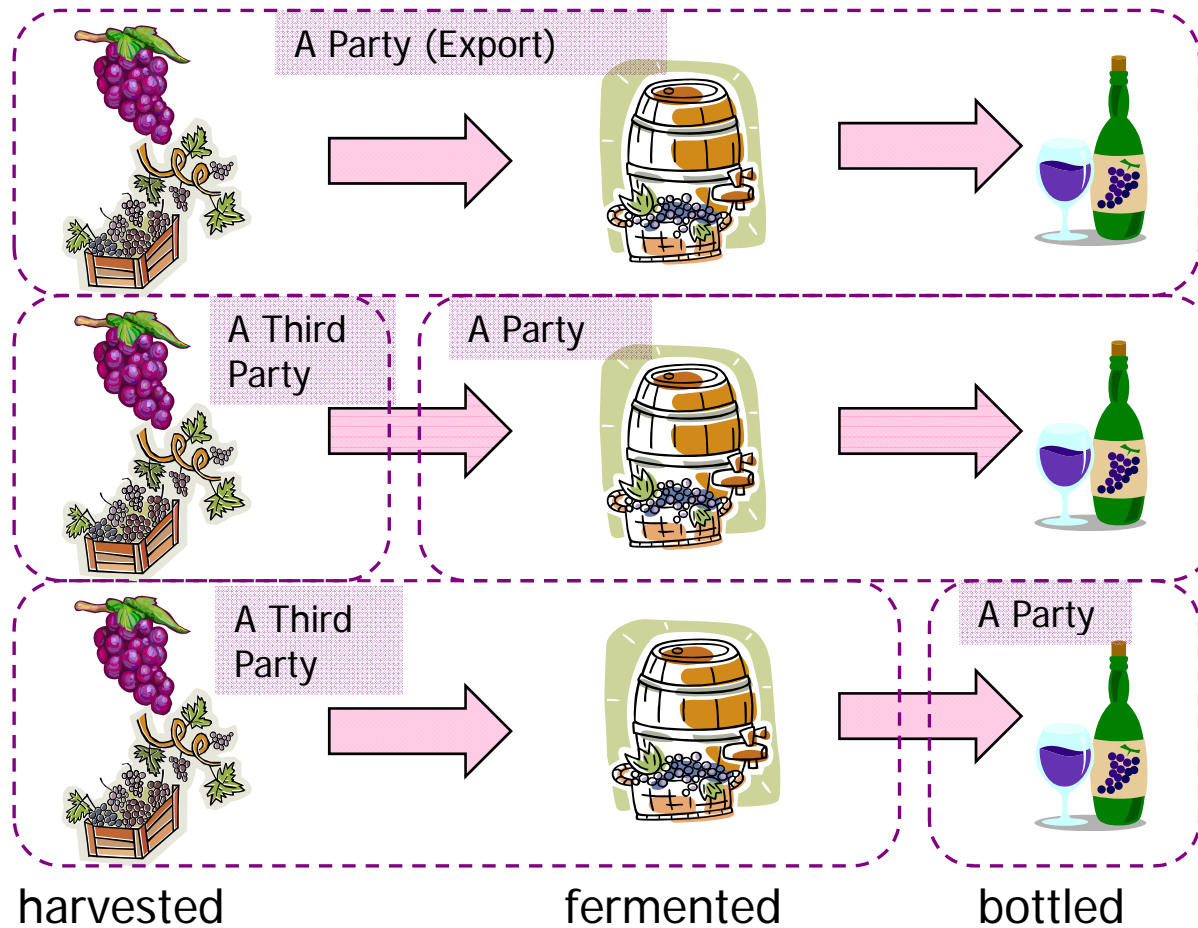 A Party (Export)
A Third
Party
A Party
A Third
Party
A Party
harvested
fermented
bottled